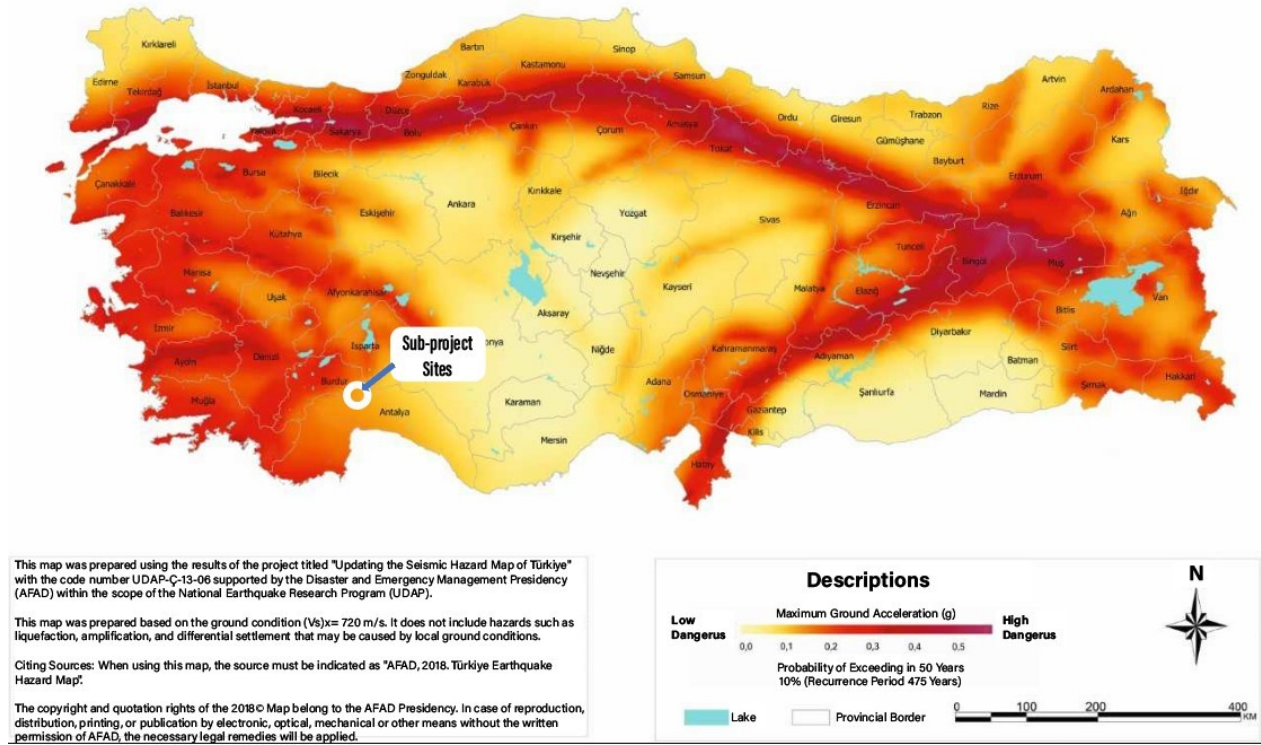 Kırklareli
Edirne
Tekirdağ
İstanbul
Kocaeli
Sakarya
Düzce
Bolu
Zonguldak
Bartın
Karabük
Kastamonu
Sinop
Samsun
Çankırı
Çorum
Amasya
Tokat
Ordu
Giresun
Trabzon
Gümüşhane
Bayburt
Rize
Artvin
Ardahan
Kars
Iğdır
Erzurum
Ağrı
Çanakkale
Bursa
Bilecik
Balıkesir
Kütahya
Eskişehir
Ankara
Kırıkkale
Yozgat
Kırşehir
Sivas
Erzincan
Tunceli
Bingöl
Muş
Manisa
Uşak
Afyonkarahisar
Nevşehir
Kayseri
Malatya
Elazığ
Bitlis
Van
İzmir
Aksaray
Diyarbakır
Aydın
Denizli
Isparta
Sub-project
Sites
onya
Niğde
Kahramanmaraş
Adıyaman
Batman
Siirt
Burdur
Muğla
Antalya
Karaman
Adana
Osmaniye
Gaziantep
Kilis
Şanlıurfa
Mardin
Şırnak
Hakkari
Mersin
Hatay
This map was prepared using the results of the project titled "Updating the Seismic Hazard Map of Türkiye"
with the code number UDAP-Ç-13-06 supported by the Disaster and Emergency Management Presidency
(AFAD) within the scope of the National Earthquake Research Program (UDAP).
This map was prepared based on the ground condition (Vs)x= 720 m/s. It does not include hazards such as
liquefaction, amplification, and differential settlement that may be caused by local ground conditions.
Citing Sources: When using this map, the source must be indicated as "AFAD, 2018. Türkiye Earthquake
Hazard Map".
The copyright and quotation rights of the 2018© Map belong to the AFAD Presidency. In case of reproduction,
distribution, printing, or publication by electronic, optical, mechanical or other means without the written
permission of AFAD, the necessary legal remedies will be applied.
Descriptions
Maximum Ground Acceleration (g)
Low
Dangerus
High
Dangerus
0,0 0,1 0,2 0,3 0,4 0,5
Probability of Exceeding in 50 Years
10% (Recurrence Period 475 Years)
Lake
Provincial Border
N
0 100 200 400
KM